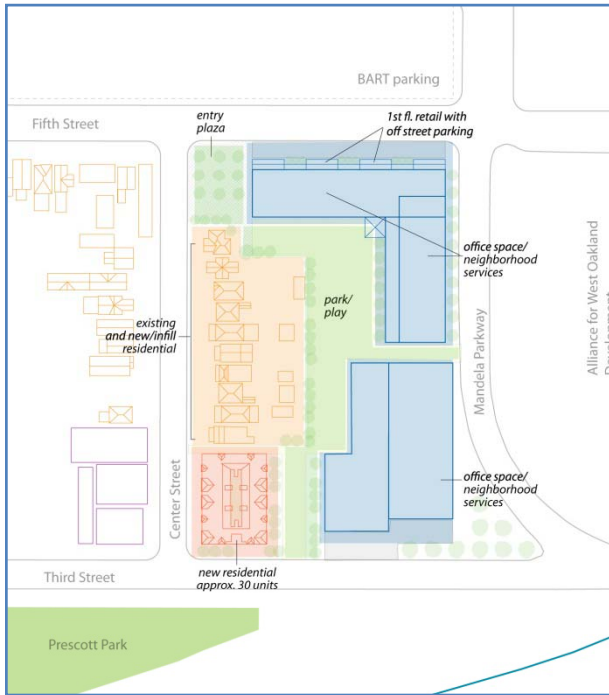 BART parking
Fifth Street
entry
plaza
1st fl. retail with
off street parking
office space/
neighborhood
services
park/
play
existing
and new/infill
residential
Mandela Parkway
Alliance for West Oakland
Development
Center Street
office space/
neighborhood
services
Third Street
new residential
approx. 30 units
Prescott Park